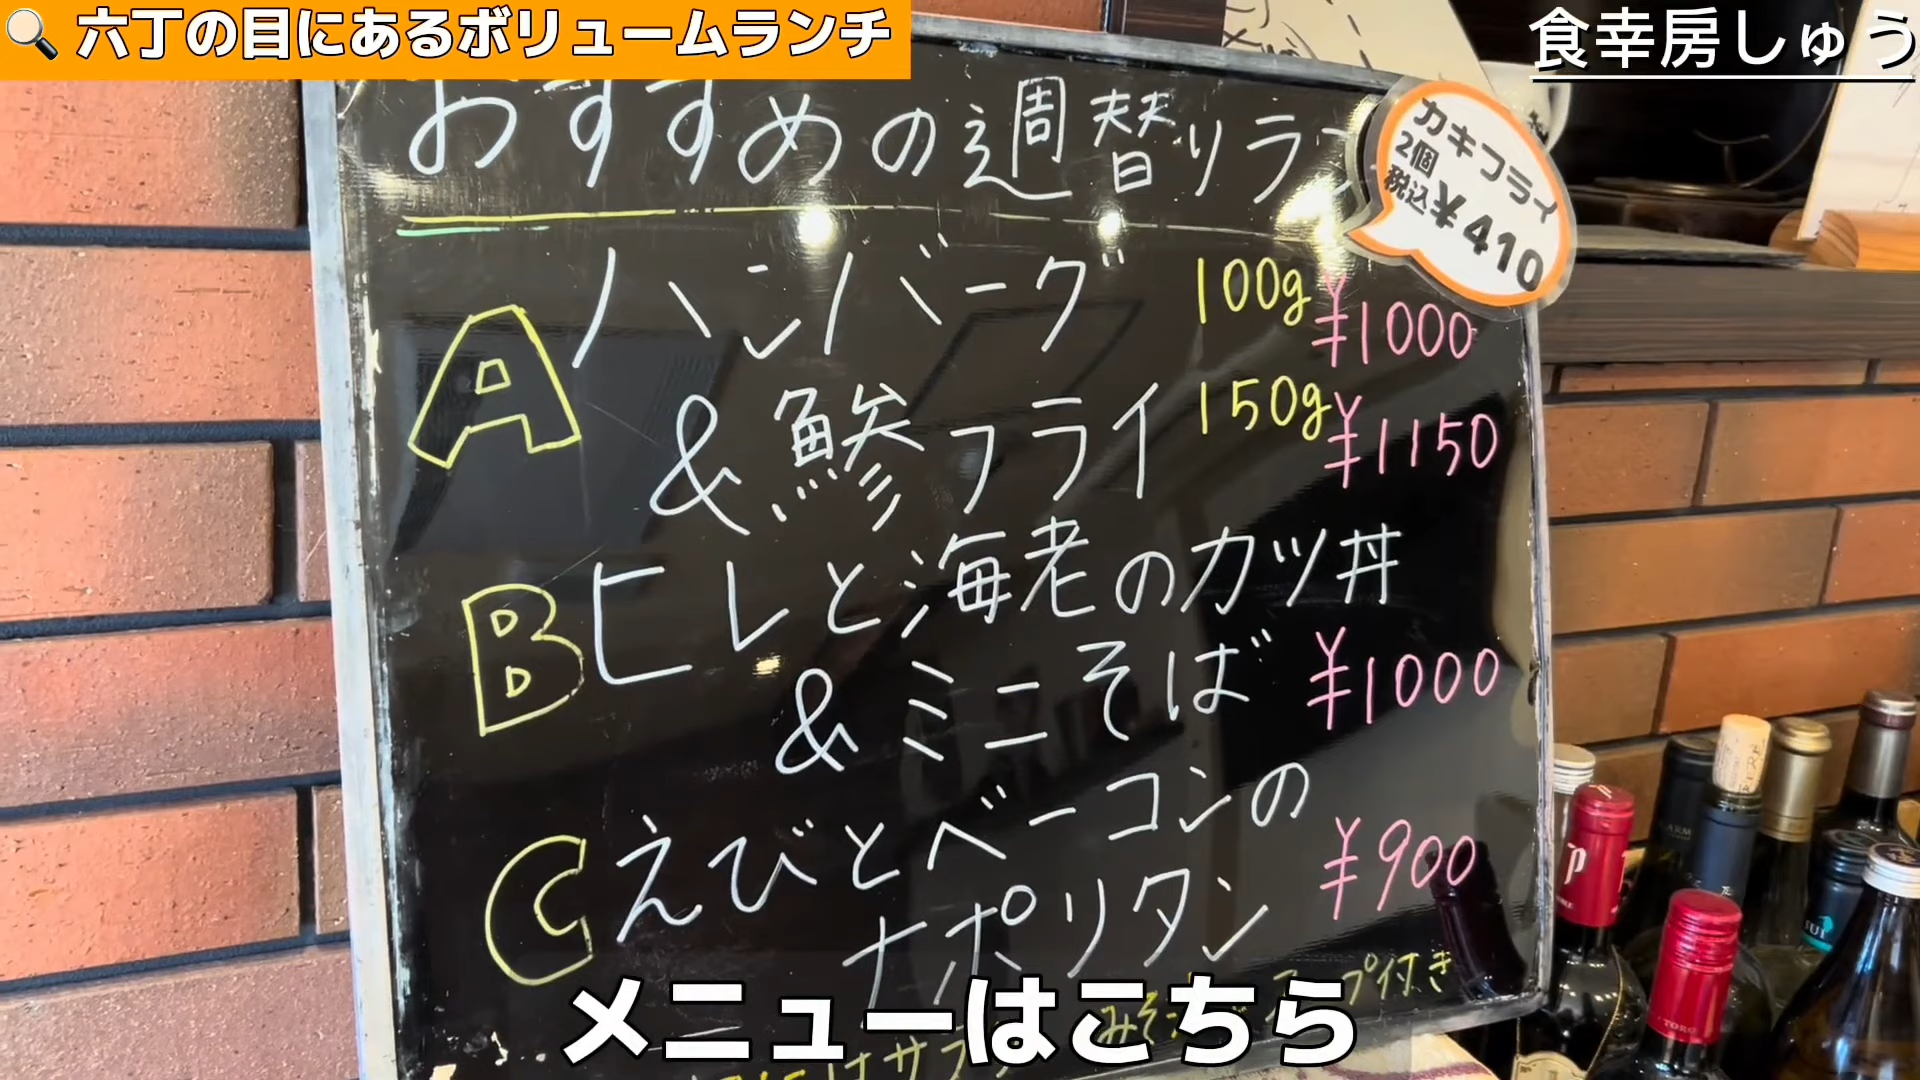 六丁の目にあるボリュームランチ
食幸房しゅう
おすすめの週替りラン
カキフライ
2個
税込¥410
A ハンバーグ 100g ¥1000
&鯵フライ 150g ¥1150
B ヒレと海老のカツ丼
&ミニそば ¥1000
C えびとベーコンの
ナポリタン ¥900
プ付き
メニューはこちら